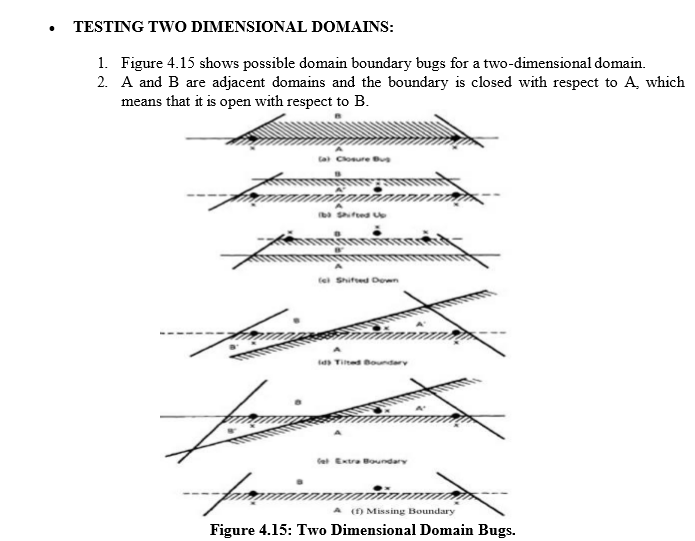 • TESTING TWO DIMENSIONAL DOMAINS:
1. Figure 4.15 shows possible domain boundary bugs for a two-dimensional domain.
2. A and B are adjacent domains and the boundary is closed with respect to A, which
means that it is open with respect to B.
B
x x
A
(a) Closure Bug
B
A' x
x x
A
(b) Shifted Up
x x x
B
B'
A
(c) Shifted Down
B A'
x
B' x x
A
(d) Tilted Boundary
B A'
x
B' x x
A
(e) Extra Boundary
B
x
x x
A (f) Missing Boundary
Figure 4.15: Two Dimensional Domain Bugs.